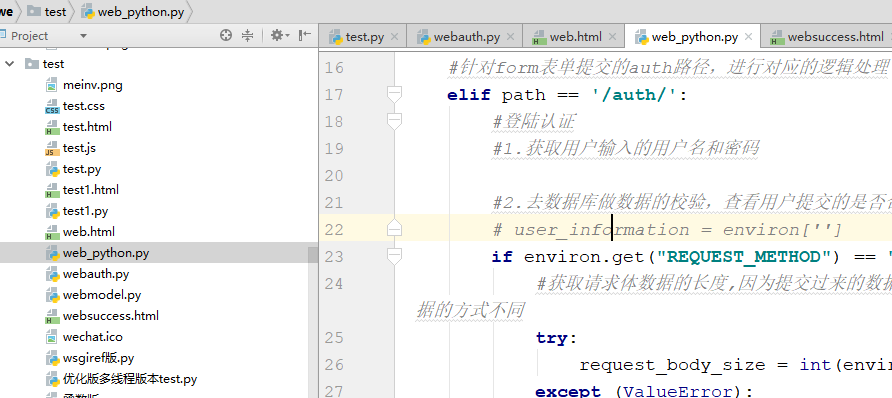 we test web_python.py
Project
test
meinv.png
test.css
test.html
test.js
test.py
test1.html
test1.py
web.html
web_python.py
webauth.py
webmodel.py
websuccess.html
wechat.ico
wsgiref版.py
优化版多线程版本test.py
test.py webauth.py web.html web_python.py websuccess.html
16 #针对form表单提交的auth路径，进行对应的逻辑处理
17 elif path == '/auth/':
18 #登陆认证
19 #1.获取用户输入的用户名和密码
20
21 #2.去数据库做数据的校验，查看用户提交的是否
22 # user_information = environ['']
23 if environ.get("REQUEST_METHOD") == "
24 #获取请求体数据的长度,因为提交过来的数
据的方式不同
25 try:
26 request_body_size = int(envi
27 except (ValueError):